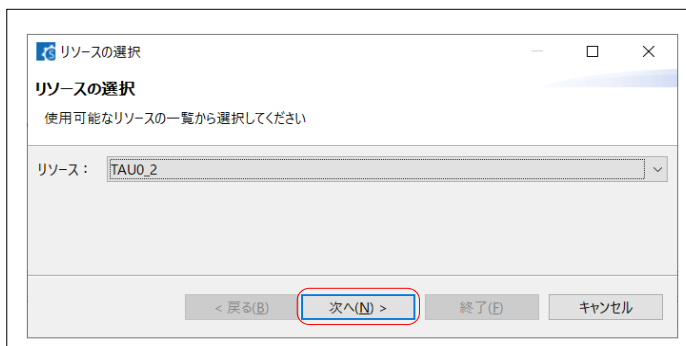 リソースの選択
リソースの選択
使用可能なリソースの一覧から選択してください
リソース： TAU0_2
< 戻る(B) 次へ(N) > 終了(F) キャンセル